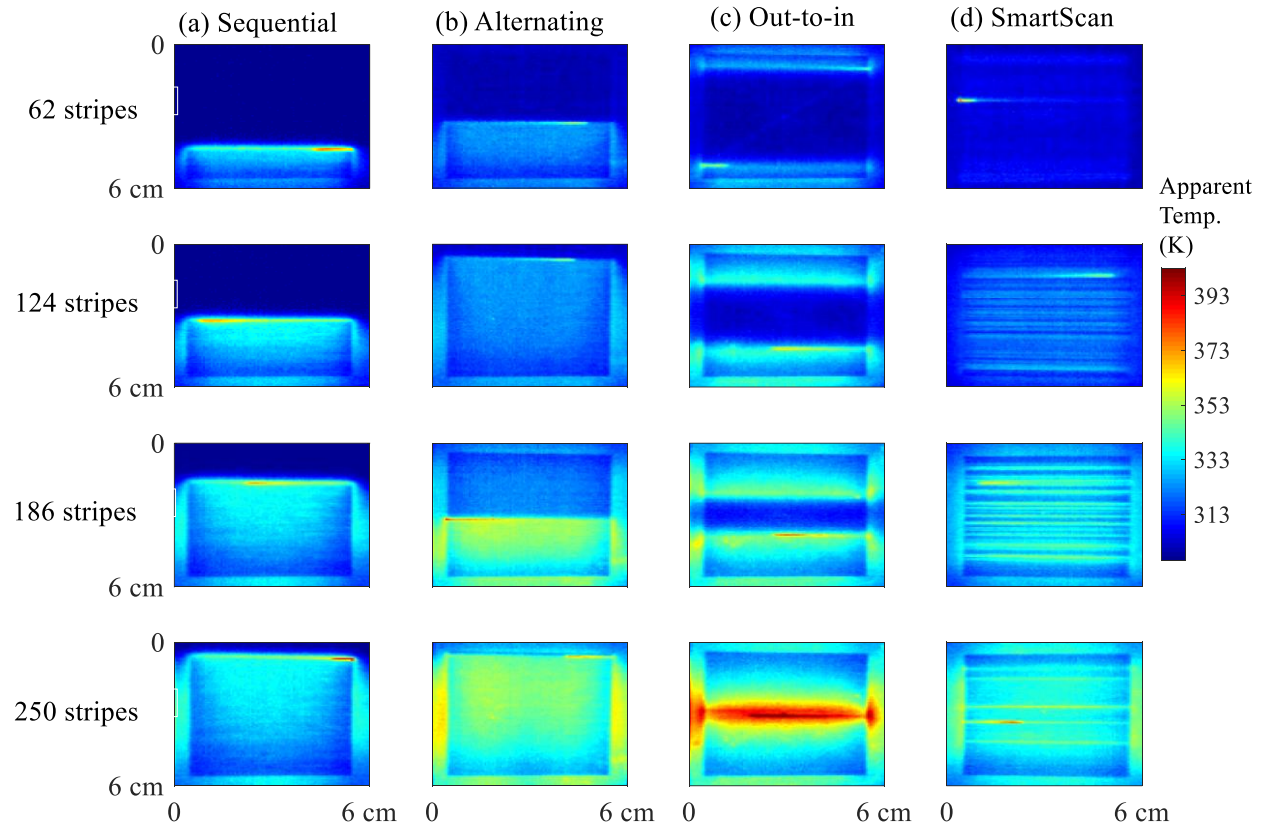 (a) Sequential (b) Alternating (c) Out-to-in (d) SmartScan
0
62 stripes
6 cm
Apparent
Temp.
(K)
0
124 stripes
6 cm
393
373
353
333
313
0
186 stripes
6 cm
0
250 stripes
6 cm
0 6 cm 0 6 cm 0 6 cm 0 6 cm